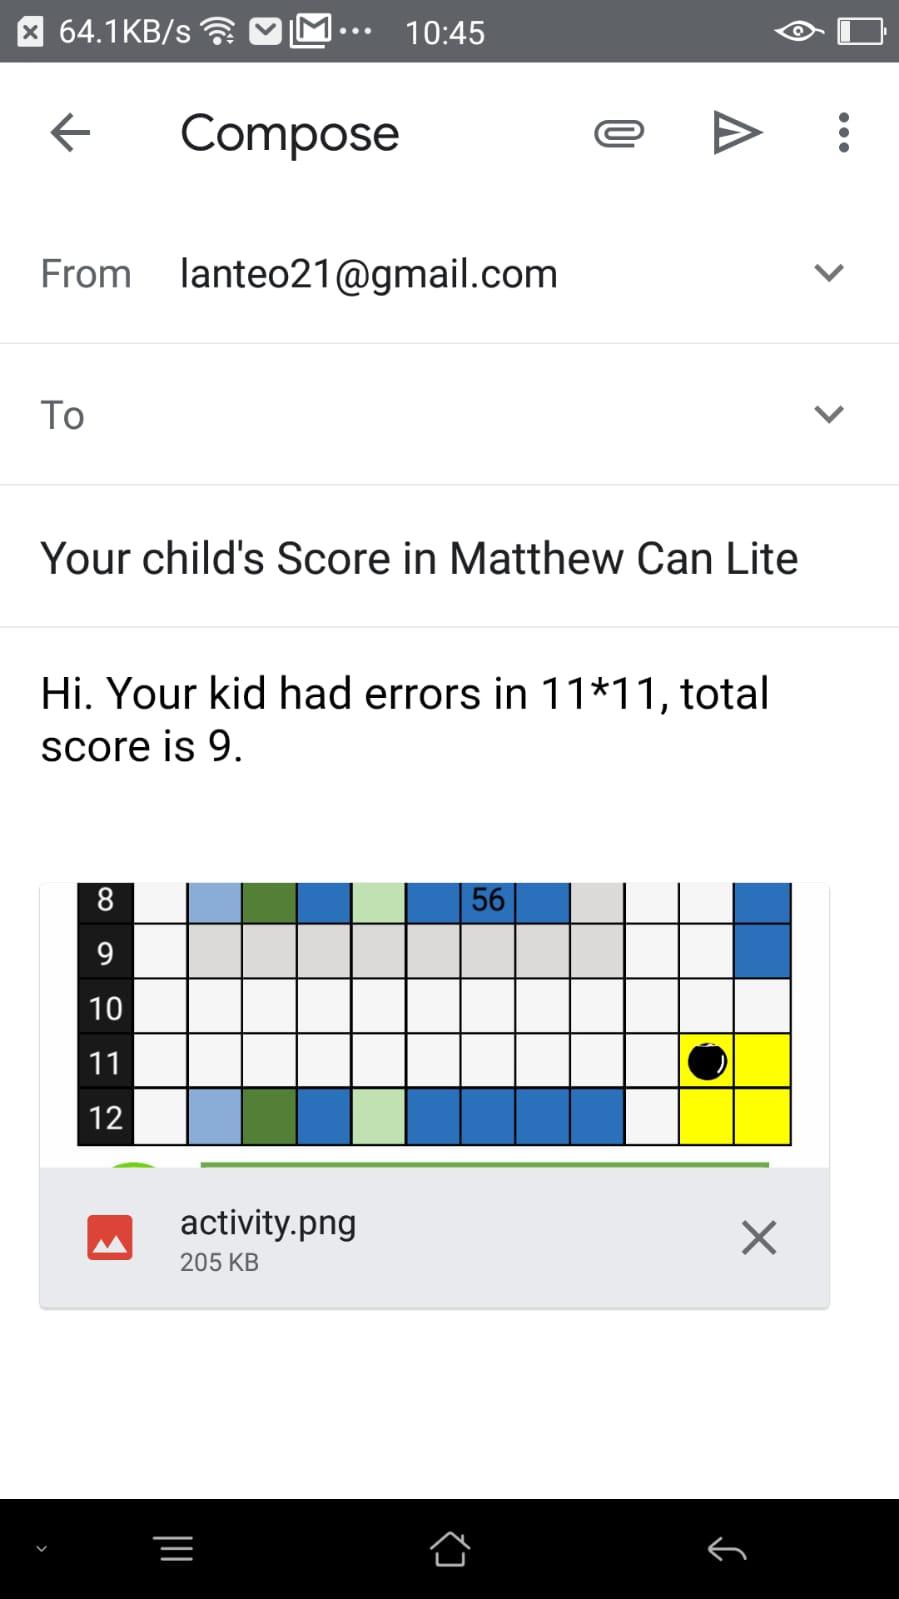 64.1KB/s 10:45
Compose
From lanteo21@gmail.com
To
Your child's Score in Matthew Can Lite
Hi. Your kid had errors in 11*11, total
score is 9.
8 56
9
10
11
12
activity.png
205 KB